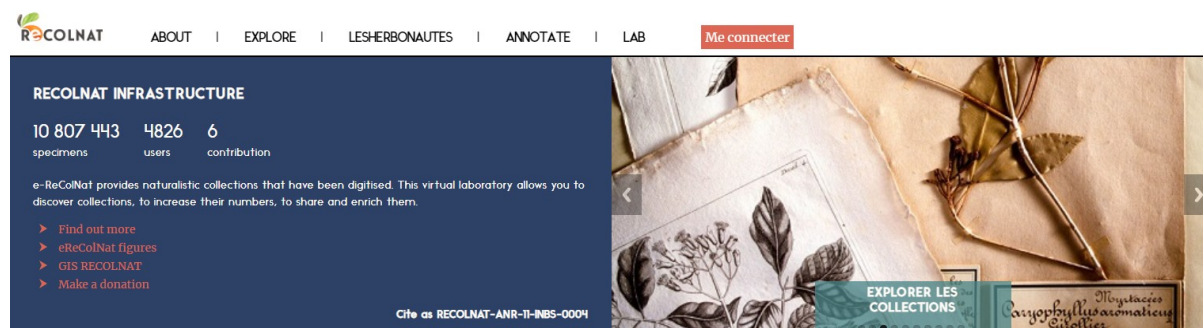 ReCOLNAT
ABOUT | EXPLORE | LESHERBONAUTES | ANNOTATE | LAB
Me connecter
RECOLNAT INFRASTRUCTURE
10 807 443 4826 6
specimens users contribution
e-ReColNat provides naturalistic collections that have been digitised. This virtual laboratory allows you to
discover collections, to increase their numbers, to share and enrich them.
Find out more
eReColNat figures
GIS RECOLNAT
Make a donation
Cite as RECOLNAT-ANR-11-INBS-0004
EXPLORER LES
COLLECTIONS
Myrtacées
Caryophyllus aromaticus